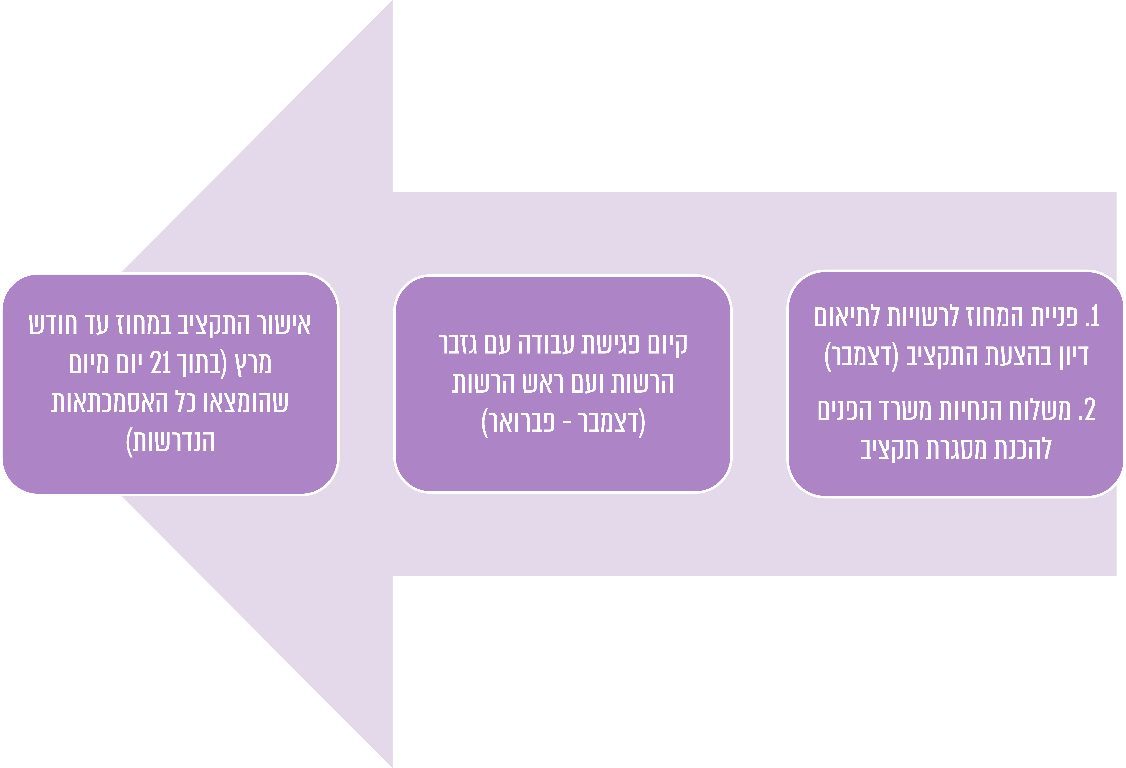 1. פניית המחוז לרשויות לתיאום
דיון בהצעת התקציב (דצמבר)
2. משלוח הנחיות משרד הפנים
להכנת מסגרת תקציב
קיום פגישת עבודה עם גזבר
הרשות ועם ראש הרשות
(דצמבר - פברואר)
אישור התקציב במחוז עד חודש
מרץ (בתוך 21 יום מיום
שהומצאו כל האסמכתאות
הנדרשות)